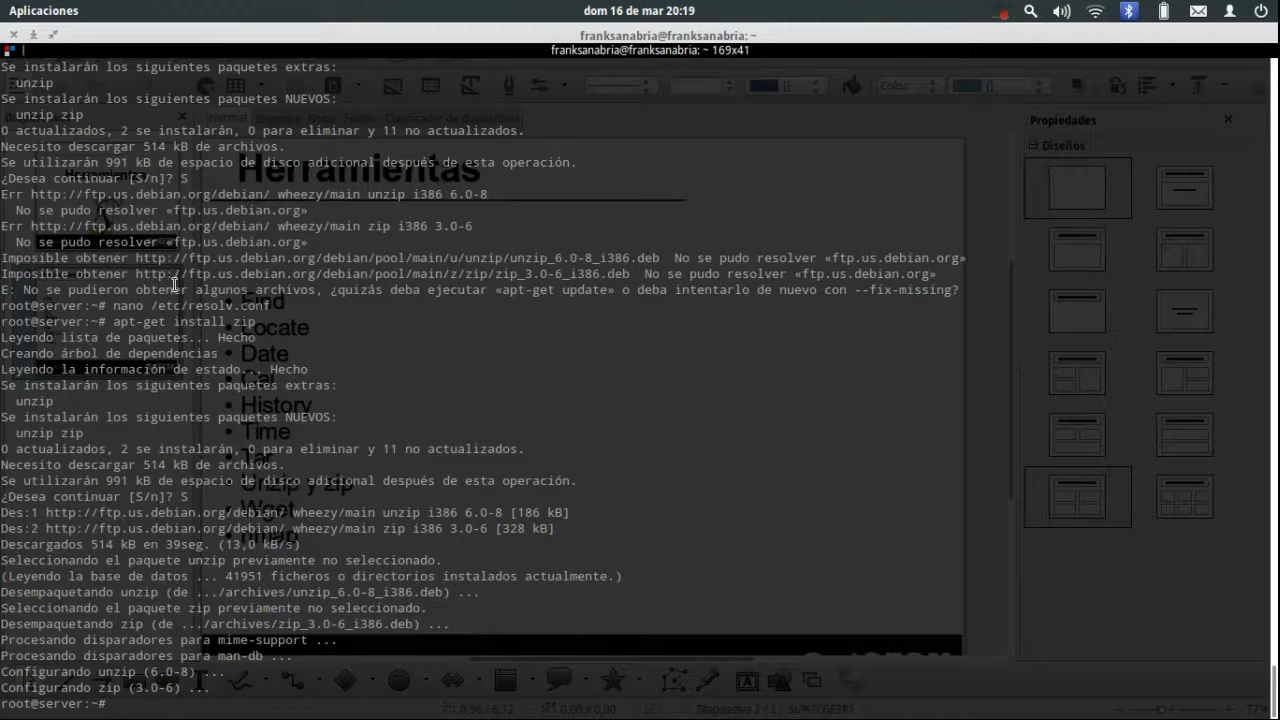 Aplicaciones
dom 16 de mar 20:19
franksanabria@franksanabria: ~
franksanabria@franksanabria: ~ 169x41
Se instalarán los siguientes paquetes extras:
unzip
Se instalarán los siguientes paquetes NUEVOS:
unzip zip
0 actualizados, 2 se instalarán, 0 para eliminar y 11 no actualizados.
Necesito descargar 514 kB de archivos.
Se utilizarán 991 kB de espacio de disco adicional después de esta operación.
¿Desea continuar [S/n]? S
Err http://ftp.us.debian.org/debian/ wheezy/main unzip i386 6.0-8
No se pudo resolver «ftp.us.debian.org»
Err http://ftp.us.debian.org/debian/ wheezy/main zip i386 3.0-6
No se pudo resolver «ftp.us.debian.org»
Imposible obtener http://ftp.us.debian.org/debian/pool/main/u/unzip/unzip_6.0-8_i386.deb  No se pudo resolver «ftp.us.debian.org»
Imposible obtener http://ftp.us.debian.org/debian/pool/main/z/zip/zip_3.0-6_i386.deb  No se pudo resolver «ftp.us.debian.org»
E: No se pudieron obtener algunos archivos, ¿quizás deba ejecutar «apt-get update» o deba intentarlo de nuevo con --fix-missing?
root@server:~# nano /etc/resolv.conf
root@server:~# apt-get install zip
Leyendo lista de paquetes... Hecho
Creando árbol de dependencias
Leyendo la información de estado... Hecho
Se instalarán los siguientes paquetes extras:
unzip
Se instalarán los siguientes paquetes NUEVOS:
unzip zip
0 actualizados, 2 se instalarán, 0 para eliminar y 11 no actualizados.
Necesito descargar 514 kB de archivos.
Se utilizarán 991 kB de espacio de disco adicional después de esta operación.
¿Desea continuar [S/n]? S
Des:1 http://ftp.us.debian.org/debian/ wheezy/main unzip i386 6.0-8 [186 kB]
Des:2 http://ftp.us.debian.org/debian/ wheezy/main zip i386 3.0-6 [328 kB]
Descargados 514 kB en 39seg. (13,0 kB/s)
Seleccionando el paquete unzip previamente no seleccionado.
(Leyendo la base de datos ... 41951 ficheros o directorios instalados actualmente.)
Desempaquetando unzip (de .../archives/unzip_6.0-8_i386.deb) ...
Seleccionando el paquete zip previamente no seleccionado.
Desempaquetando zip (de .../archives/zip_3.0-6_i386.deb) ...
Procesando disparadores para mime-support ...
Procesando disparadores para man-db ...
Configurando unzip (6.0-8) ...
Configurando zip (3.0-6) ...
root@server:~#
Normal
Herramientas
• Find
• Locate
• Date
• Cal
• History
• Time
• Tar
• Unzip y zip
• Wget
• nmap
Propiedades
Diseños
Color
Diapositiva 2 / 2
77%